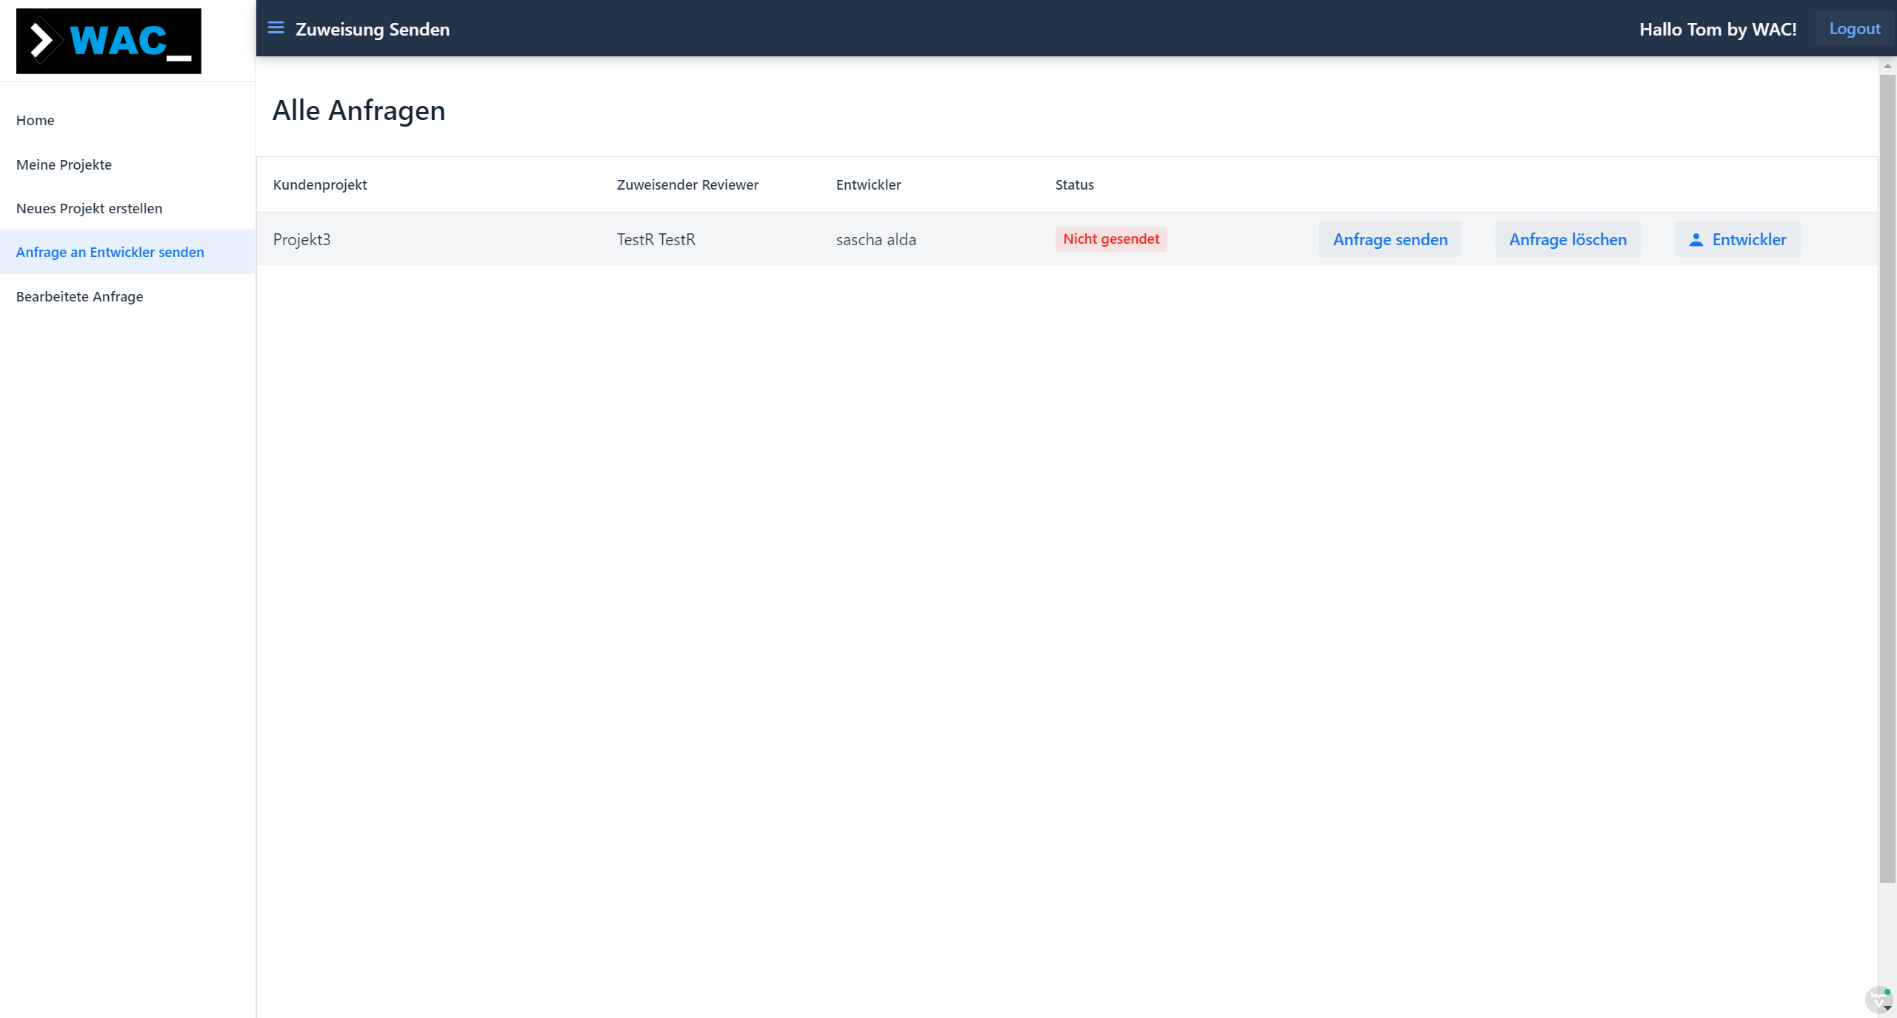 WAC_
Zuweisung Senden
Hallo Tom by WAC!
Logout
Home
Meine Projekte
Neues Projekt erstellen
Anfrage an Entwickler senden
Bearbeitete Anfrage
Alle Anfragen
Kundenprojekt Zuweisender Reviewer Entwickler Status
Projekt3 TestR TestR sascha alda Nicht gesendet Anfrage senden Anfrage löschen Entwickler